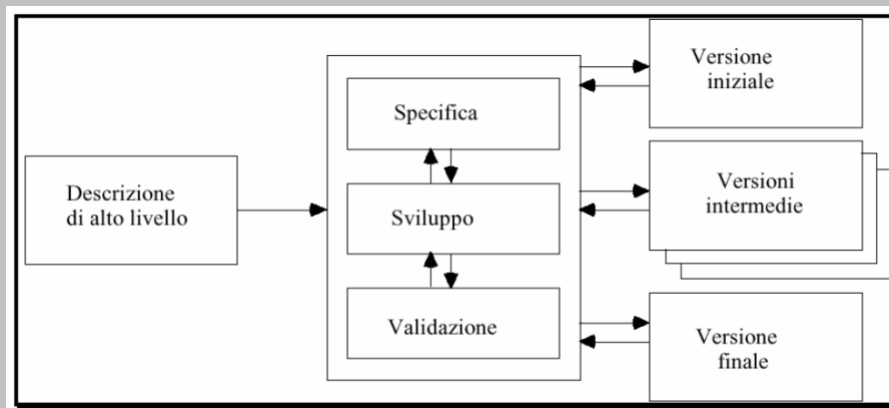 Descrizione
di alto livello
Specifica
Sviluppo
Validazione
Versione
iniziale
Versioni
intermedie
Versione
finale